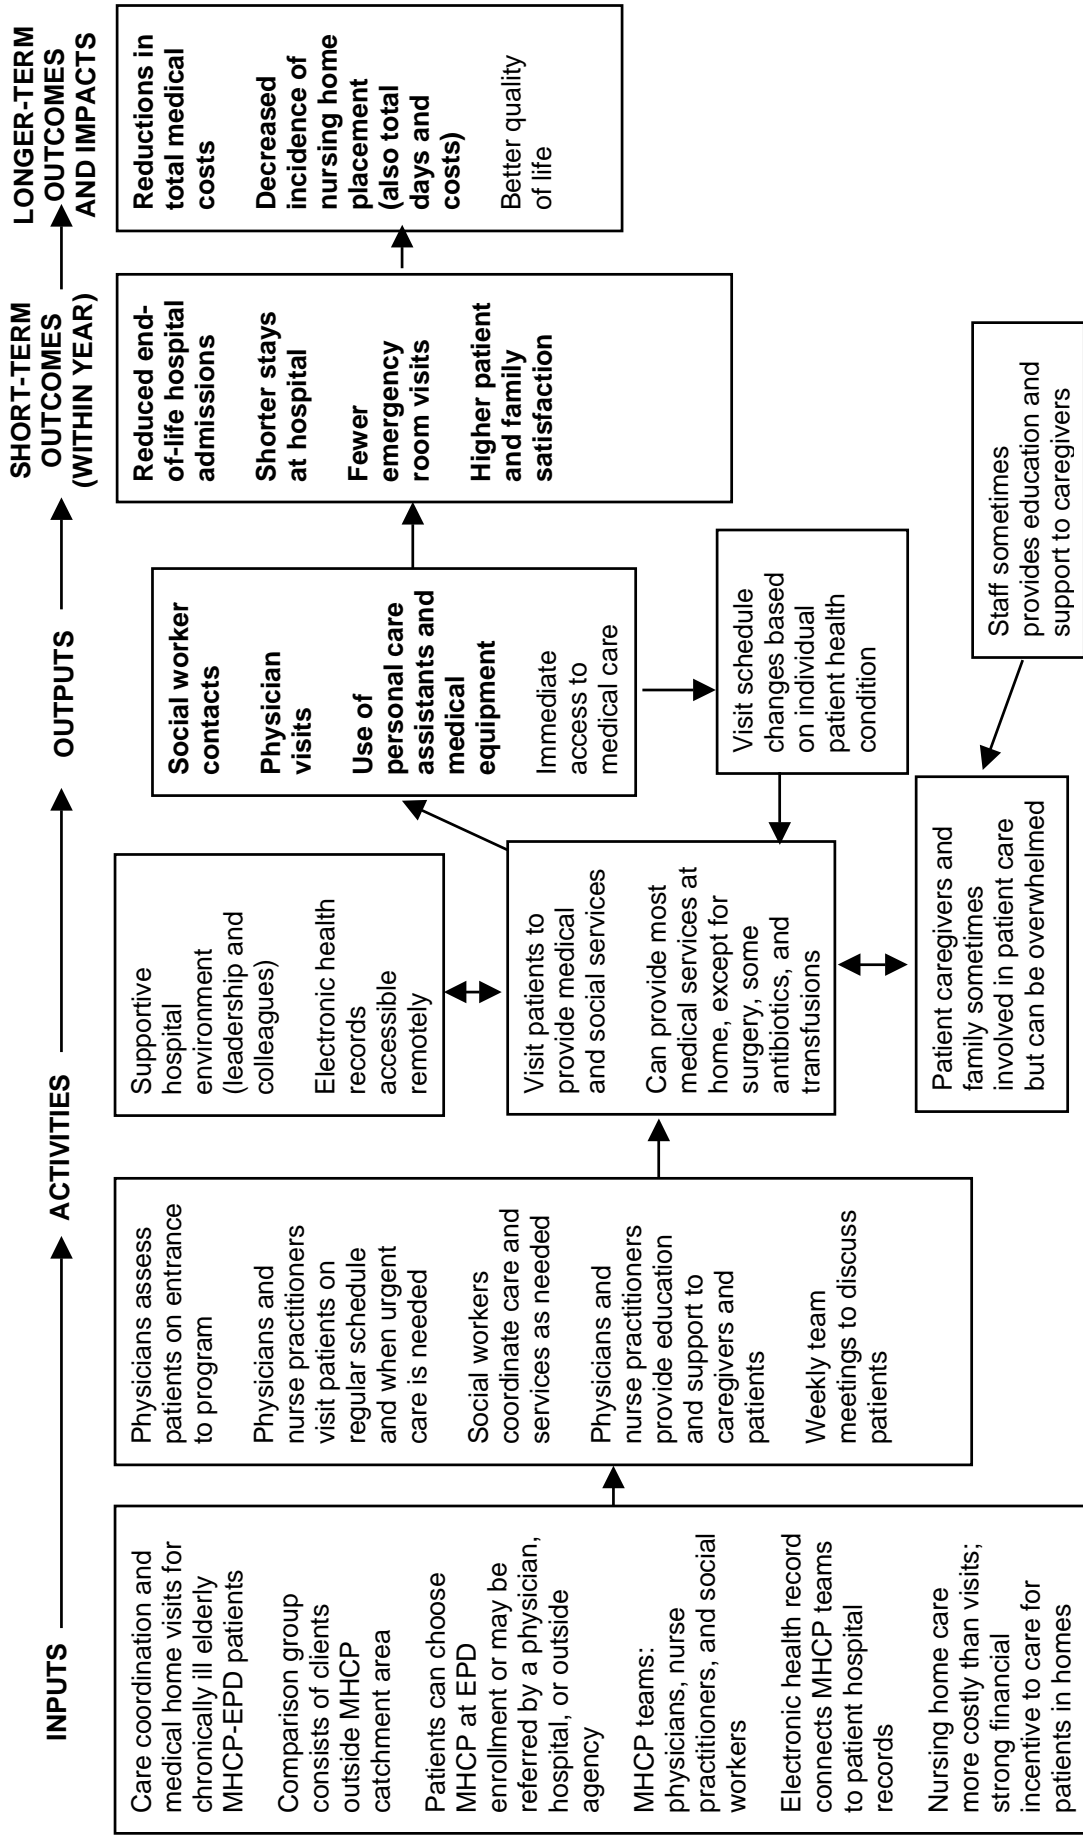 INPUTS
ACTIVITIES
OUTPUTS
SHORT-TERM
OUTCOMES
(WITHIN YEAR)
LONGER-TERM
OUTCOMES
AND IMPACTS
Care coordination and
medical home visits for
chronically ill elderly
MHCP-EPD patients
Comparison group
consists of clients
outside MHCP
catchment area
Patients can choose
MHCP at EPD
enrollment or may be
referred by a physician,
hospital, or outside
agency
MHCP teams:
physicians, nurse
practitioners, and social
workers
Electronic health record
connects MHCP teams
to patient hospital
records
Nursing home care
more costly than visits;
strong financial
incentive to care for
patients in homes
Physicians assess
patients on entrance
to program
Physicians and
nurse practitioners
visit patients on
regular schedule
and when urgent
care is needed
Social workers
coordinate care and
services as needed
Physicians and
nurse practitioners
provide education
and support to
caregivers and
patients
Weekly team
meetings to discuss
patients
Supportive
hospital
environment
(leadership and
colleagues)
Electronic health
records
accessible
remotely
Visit patients to
provide medical
and social services
Can provide most
medical services at
home, except for
surgery, some
antibiotics, and
transfusions
Patient caregivers and
family sometimes
involved in patient care
but can be overwhelmed
Social worker
contacts
Physician
visits
Use of
personal care
assistants and
medical
equipment
Immediate
access to
medical care
Visit schedule
changes based
on individual
patient health
condition
Staff sometimes
provides education and
support to caregivers
Reduced end-
of-life hospital
admissions
Shorter stays
at hospital
Fewer
emergency
room visits
Higher patient
and family
satisfaction
Reductions in
total medical
costs
Decreased
incidence of
nursing home
placement
(also total
days and
costs)
Better quality
of life